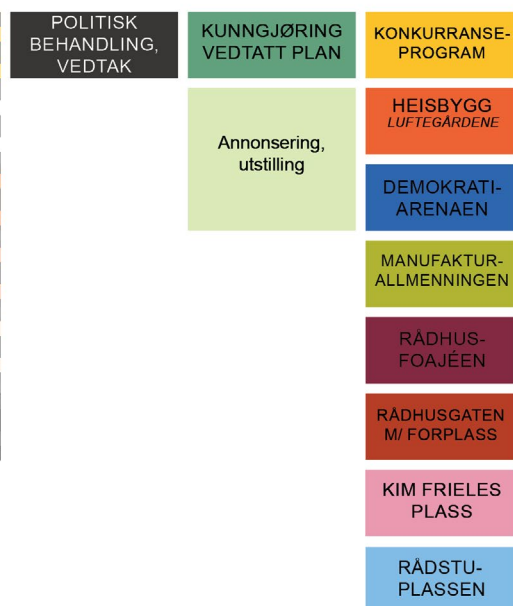 POLITISK
BEHANDLING,
VEDTAK
KUNNGJØRING
VEDTATT PLAN
Annonsering,
utstilling
KONKURRANSE-
PROGRAM
HEISBYGG
LUFTEGÅRDENE
DEMOKRATI-
ARENAEN
MANUFAKTUR-
ALLMENNINGEN
RÅDHUS-
FOAJÉEN
RÅDHUSGATEN
M/ FORPLASS
KIM FRIELES
PLASS
RÅDSTU-
PLASSEN